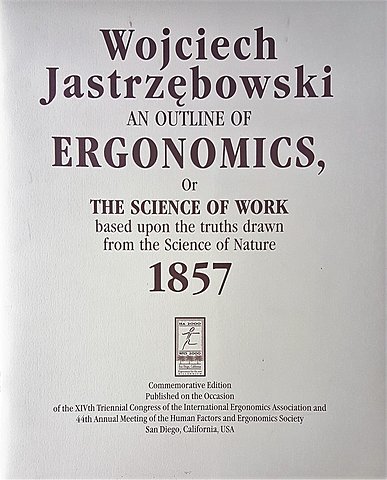 Wojciech
Jastrzębowski
AN OUTLINE OF
ERGONOMICS,
Or
THE SCIENCE OF WORK
based upon the truths drawn
from the Science of Nature
1857
Commemorative Edition
Published on the Occasion
of the XIVth Triennial Congress of the International Ergonomics Association and
44th Annual Meeting of the Human Factors and Ergonomics Society
San Diego, California, USA